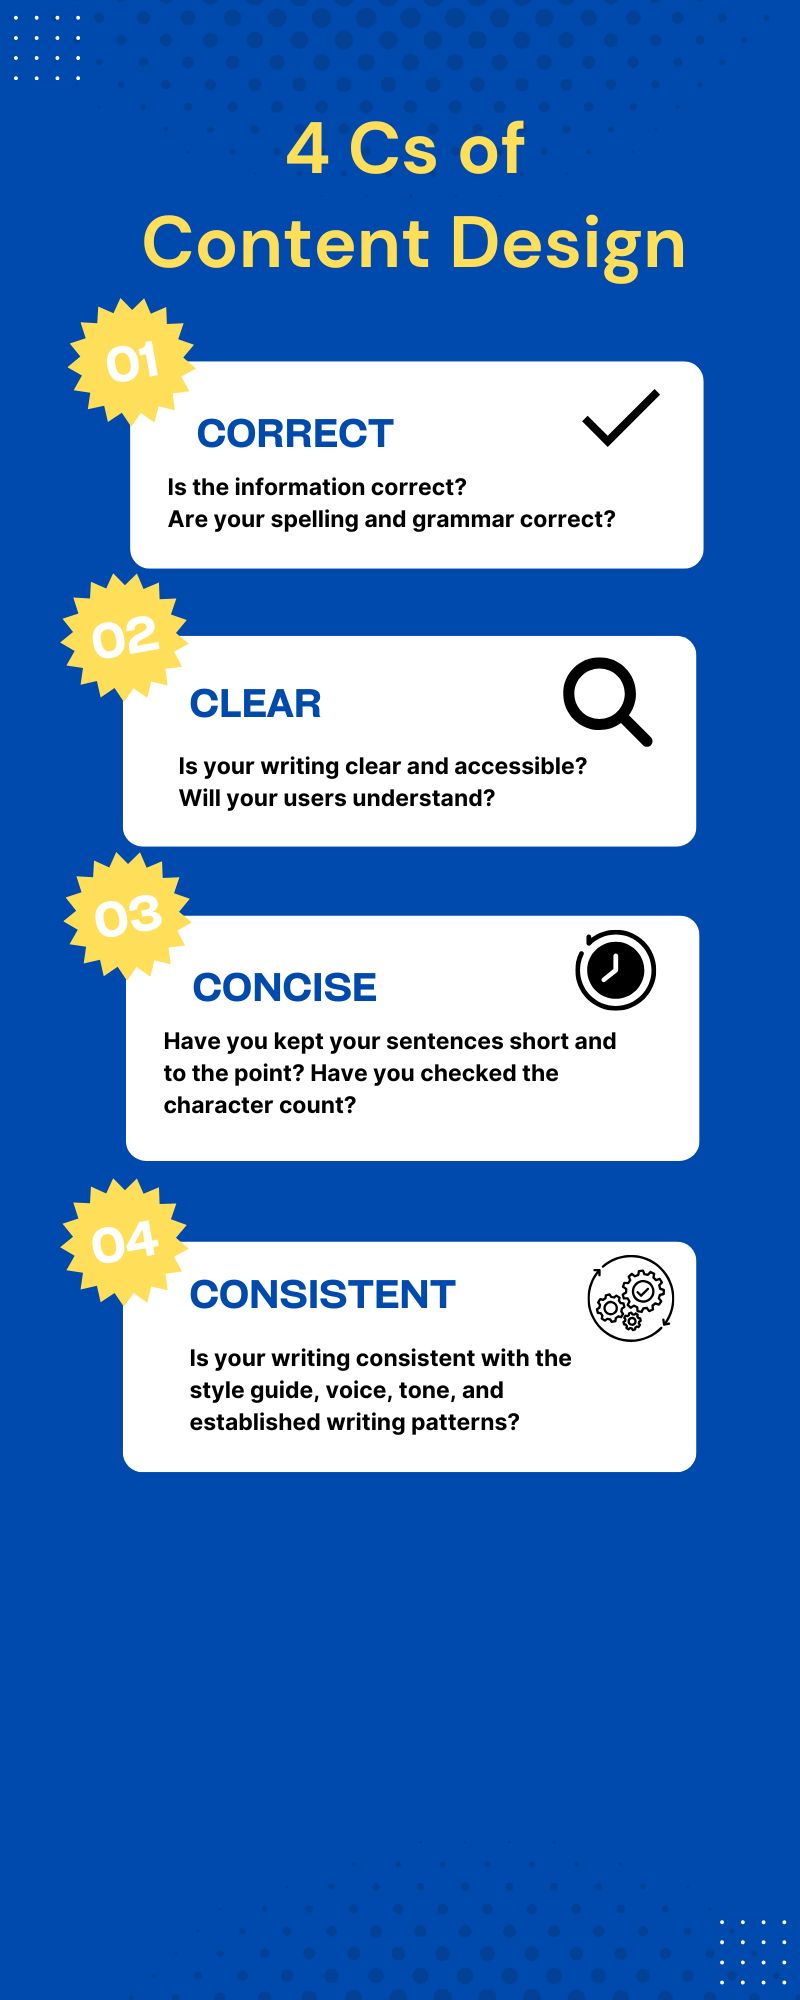 4 Cs of
Content Design
01
CORRECT
Is the information correct?
Are your spelling and grammar correct?
02
CLEAR
Is your writing clear and accessible?
Will your users understand?
03
CONCISE
Have you kept your sentences short and
to the point? Have you checked the
character count?
04
CONSISTENT
Is your writing consistent with the
style guide, voice, tone, and
established writing patterns?